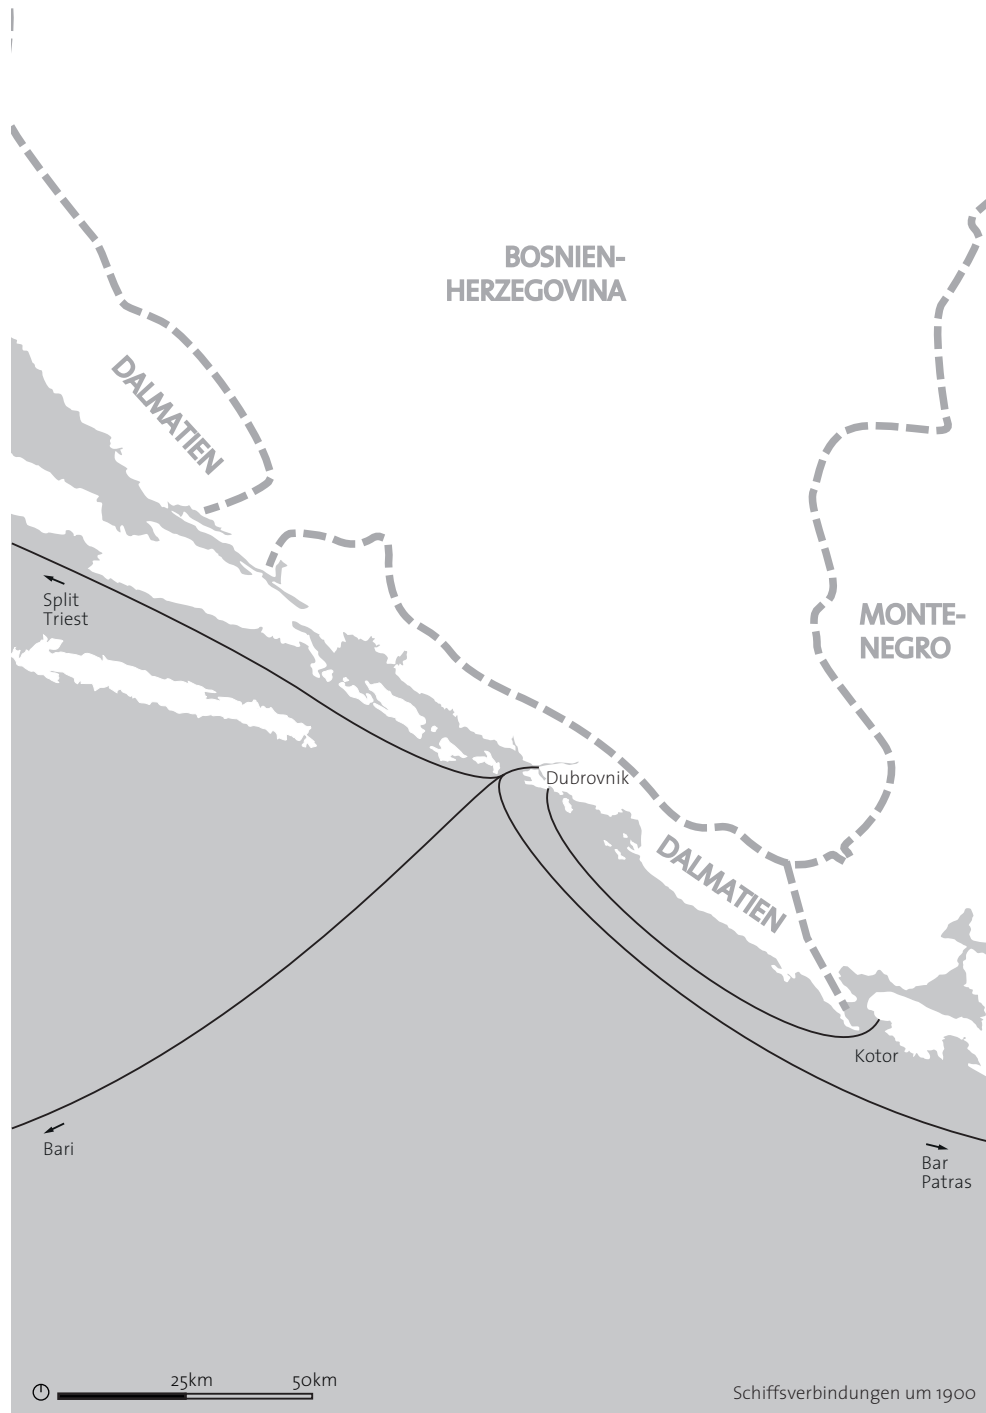 BOSNIEN-
HERZEGOVINA
DALMATIEN
Split
Triest
MONTE-
NEGRO
Dubrovnik
DALMATIEN
Kotor
Bari
Bar
Patras
25km 50km
Schiffsverbindungen um 1900